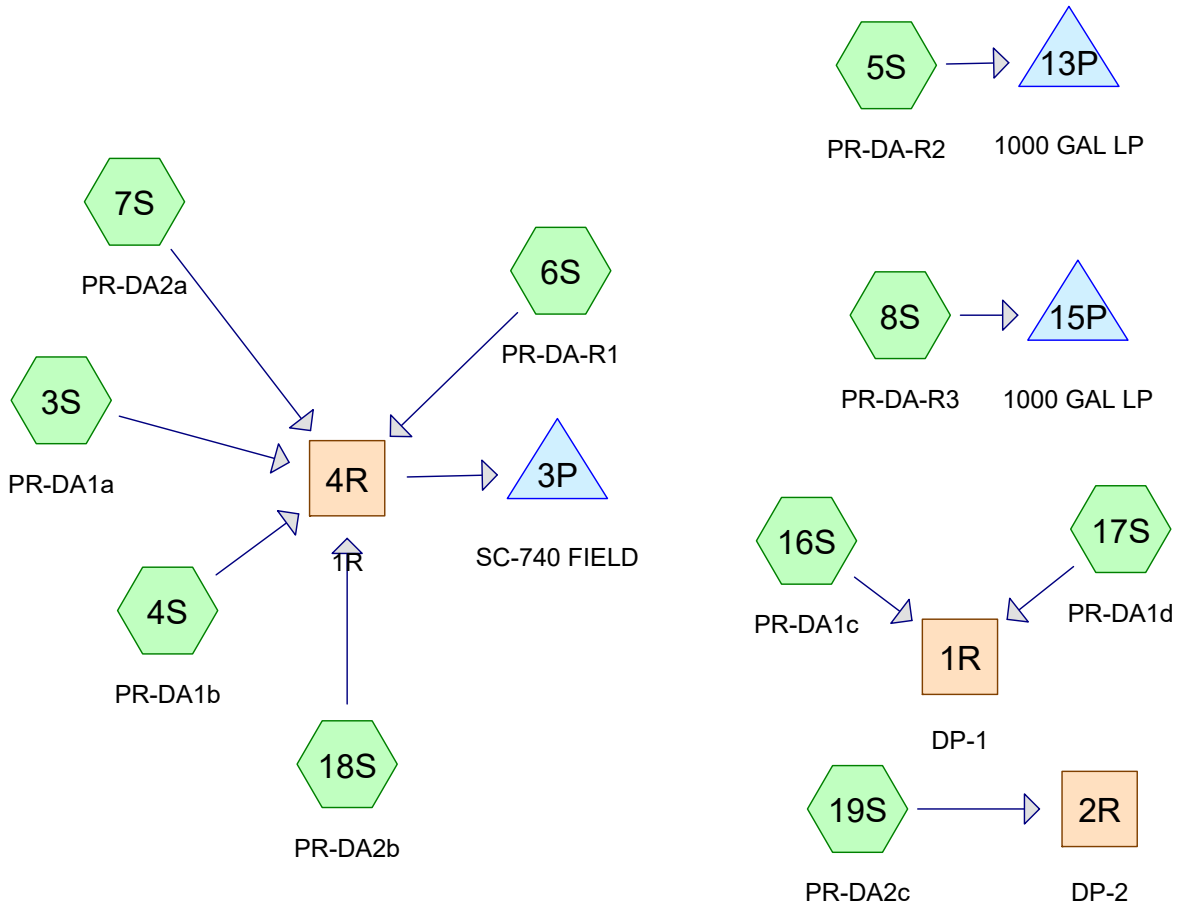 5S
13P
PR-DA-R2
1000 GAL LP
7S
PR-DA2a
6S
PR-DA-R1
8S
15P
PR-DA-R3
1000 GAL LP
3S
PR-DA1a
4R
1R
3P
SC-740 FIELD
4S
PR-DA1b
16S
PR-DA1c
17S
PR-DA1d
1R
DP-1
18S
PR-DA2b
19S
PR-DA2c
2R
DP-2